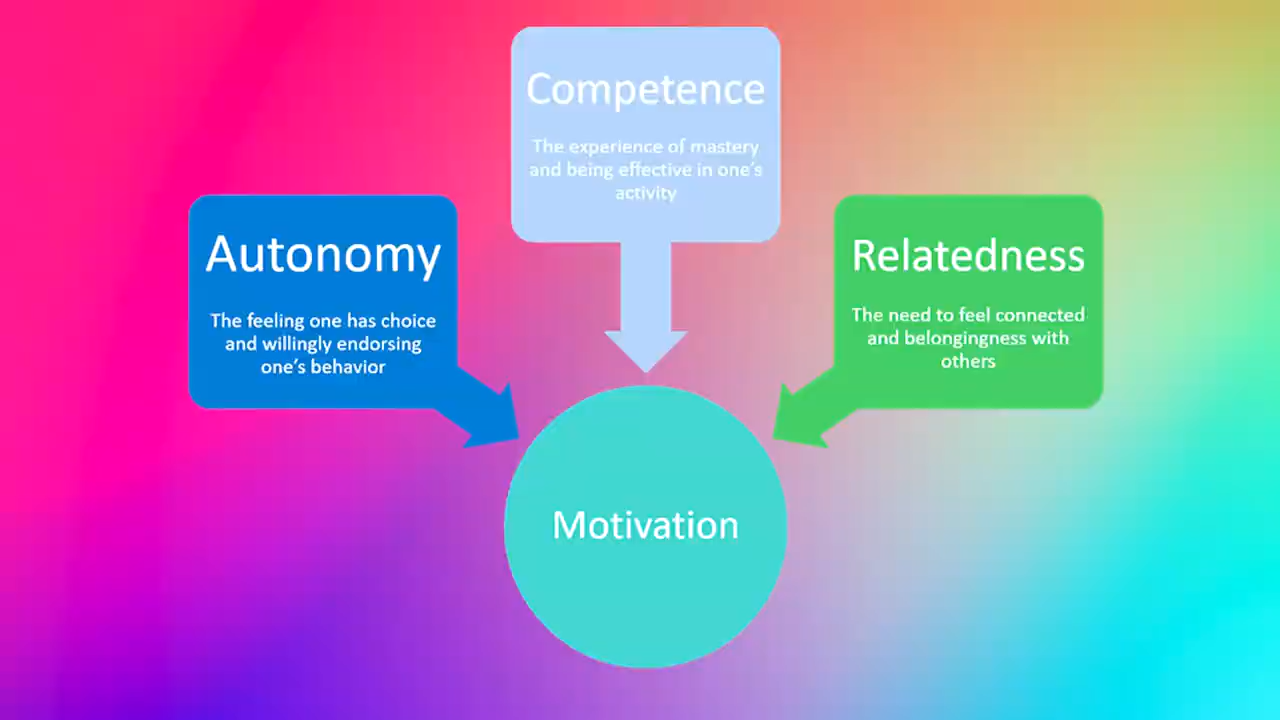 Competence
The experience of mastery
and being effective in one's
activity
Autonomy
The feeling one has choice
and willingly endorsing
one's behavior
Relatedness
The need to feel connected
and belongingness with
others
Motivation